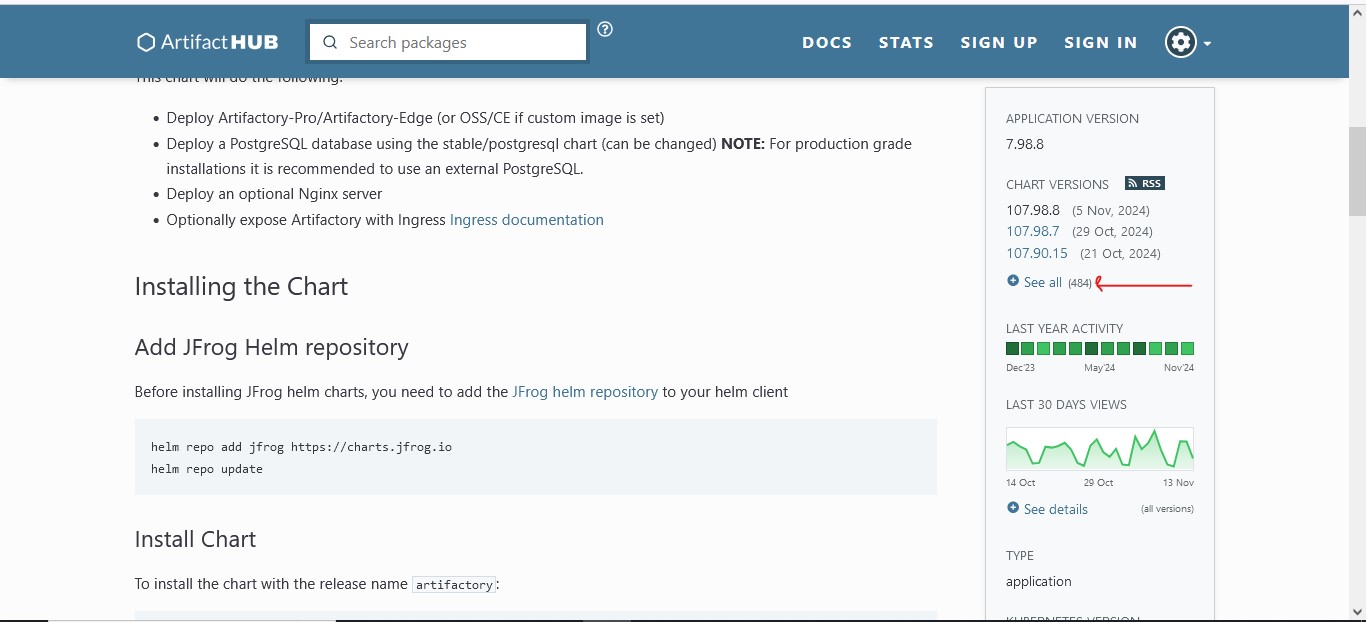 ArtifactHUB
Search packages
?
DOCS STATS SIGN UP SIGN IN
This chart will do the following:
• Deploy Artifactory-Pro/Artifactory-Edge (or OSS/CE if custom image is set)
• Deploy a PostgreSQL database using the stable/postgresql chart (can be changed) NOTE: For production grade
installations it is recommended to use an external PostgreSQL.
• Deploy an optional Nginx server
• Optionally expose Artifactory with Ingress Ingress documentation
Installing the Chart
Add JFrog Helm repository
Before installing JFrog helm charts, you need to add the JFrog helm repository to your helm client
helm repo add jfrog https://charts.jfrog.io
helm repo update
Install Chart
To install the chart with the release name artifactory:
APPLICATION VERSION
7.98.8
CHART VERSIONS RSS
107.98.8 (5 Nov, 2024)
107.98.7 (29 Oct, 2024)
107.90.15 (21 Oct, 2024)
See all (484)
LAST YEAR ACTIVITY
Dec'23 May'24 Nov'24
LAST 30 DAYS VIEWS
14 Oct 29 Oct 13 Nov
See details (all versions)
TYPE
application
KUBERNETES VERSION